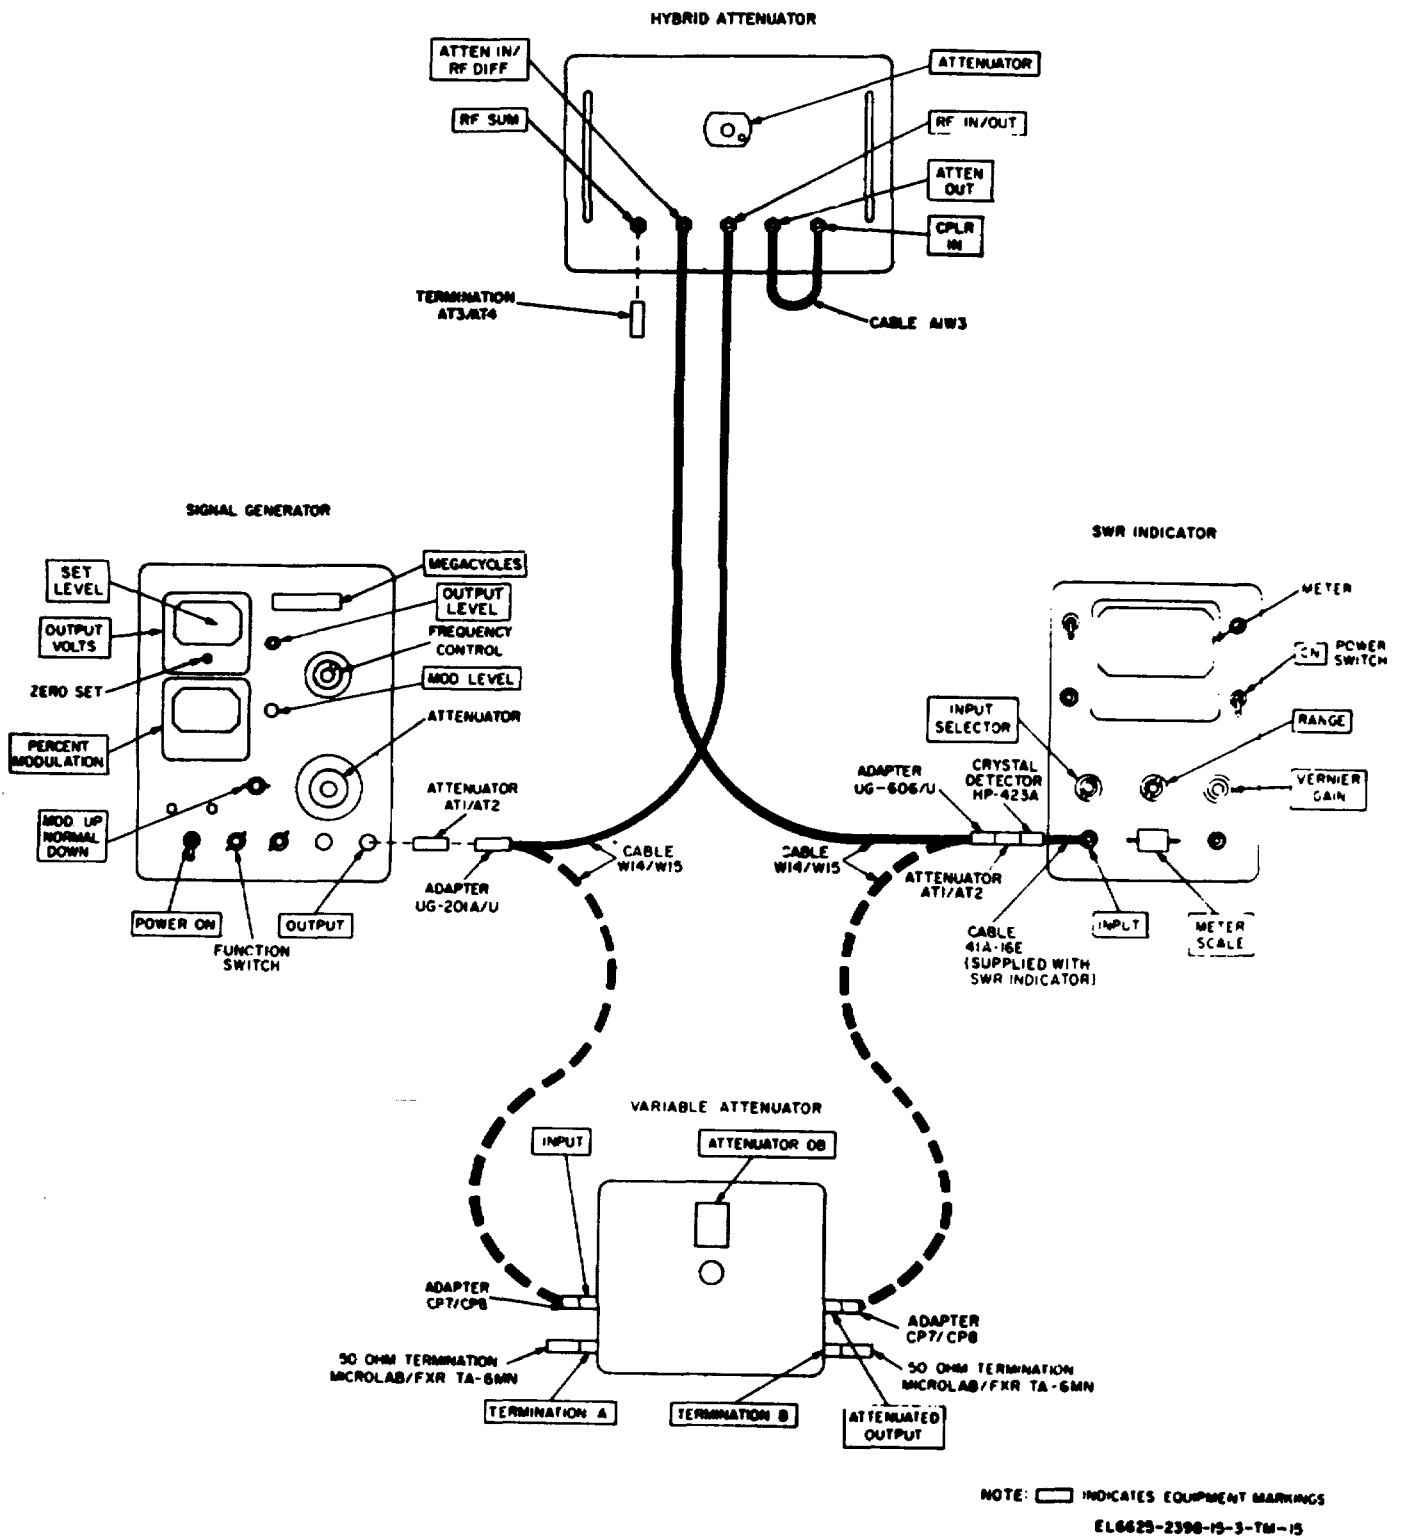 HYBRID ATTENUATOR
ATTEN IN/
RF DIFF
RF SUM
ATTENUATOR
RF IN/OUT
ATTEN
OUT
CPLR
IN
TERMINATION
AT3/AT4
CABLE A1W3
SIGNAL GENERATOR
SET
LEVEL
OUTPUT
VOLTS
ZERO SET
PERCENT
MODULATION
MOD UP
NORMAL
DOWN
POWER ON
FUNCTION
SWITCH
OUTPUT
MEGACYCLES
OUTPUT
LEVEL
FREQUENCY
CONTROL
MOD LEVEL
ATTENUATOR
ATTENUATOR
AT1/AT2
ADAPTER
UG-201A/U
CABLE
W14/W15
SWR INDICATOR
METER
ON
POWER
SWITCH
INPUT
SELECTOR
RANGE
VERNIER
GAIN
ADAPTER
UG-606/U
CRYSTAL
DETECTOR
HP-423A
CABLE
W14/W15
ATTENUATOR
AT1/AT2
CABLE
41A-16E
(SUPPLIED WITH
SWR INDICATOR)
INPUT
METER
SCALE
VARIABLE ATTENUATOR
INPUT
ATTENUATOR DB
ADAPTER
CP7/CP8
50 OHM TERMINATION
MICROLAB/FXR TA-6MN
TERMINATION A
TERMINATION B
ADAPTER
CP7/CP8
50 OHM TERMINATION
MICROLAB/FXR TA-6MN
ATTENUATED
OUTPUT
NOTE: INDICATES EQUIPMENT MARKINGS
EL6625-2398-15-3-TM-15